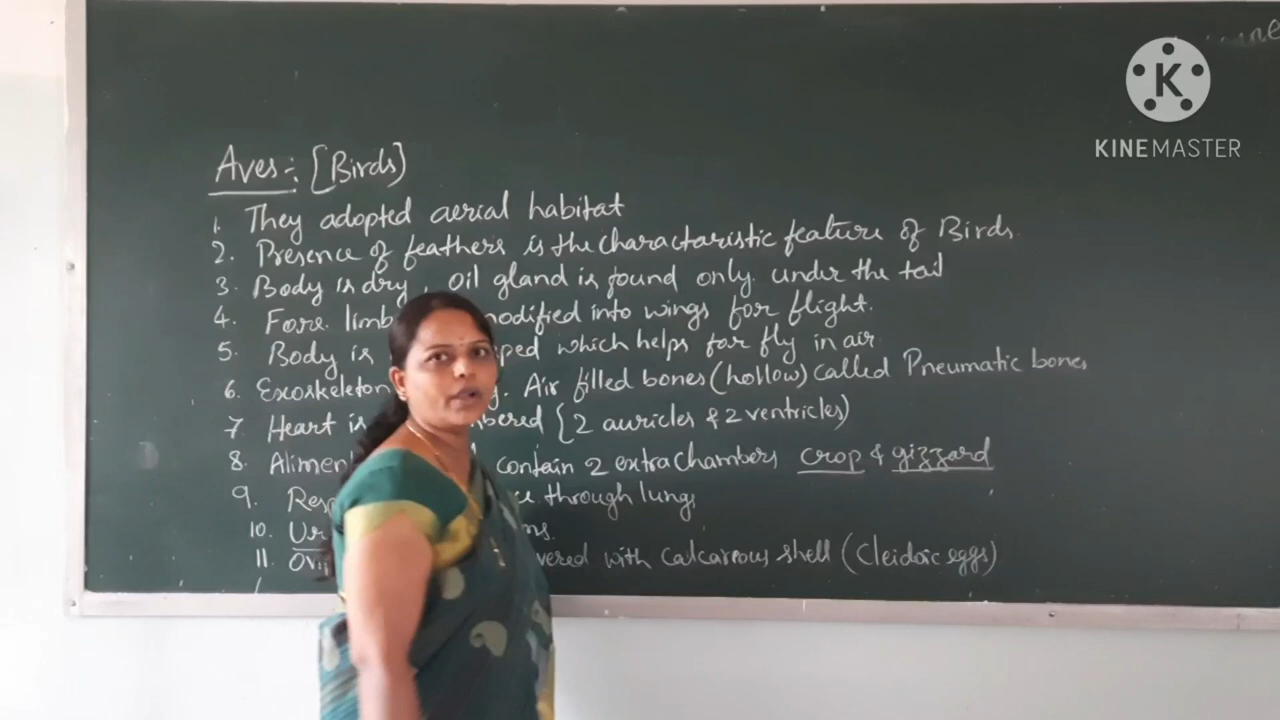 K
KINEMASTER
Aves÷ [Birds]
1. They adopted aerial habitat
2. Presence of feathers is the charactaristic feature of Birds.
3. Body is dry, oil gland is found only under the tail
4. Fore limb modified into wings for flight.
5. Body is which helps for fly in air
6. Exoskeleton Air filled bones (hollow) called Pneumatic bones
7. Heart is {2 auricles & 2 ventricles)
8. contain 2 extra chambers crop & gizzard
9. through lungs
10.
11. with calcareous shell (Cleidoic eggs)